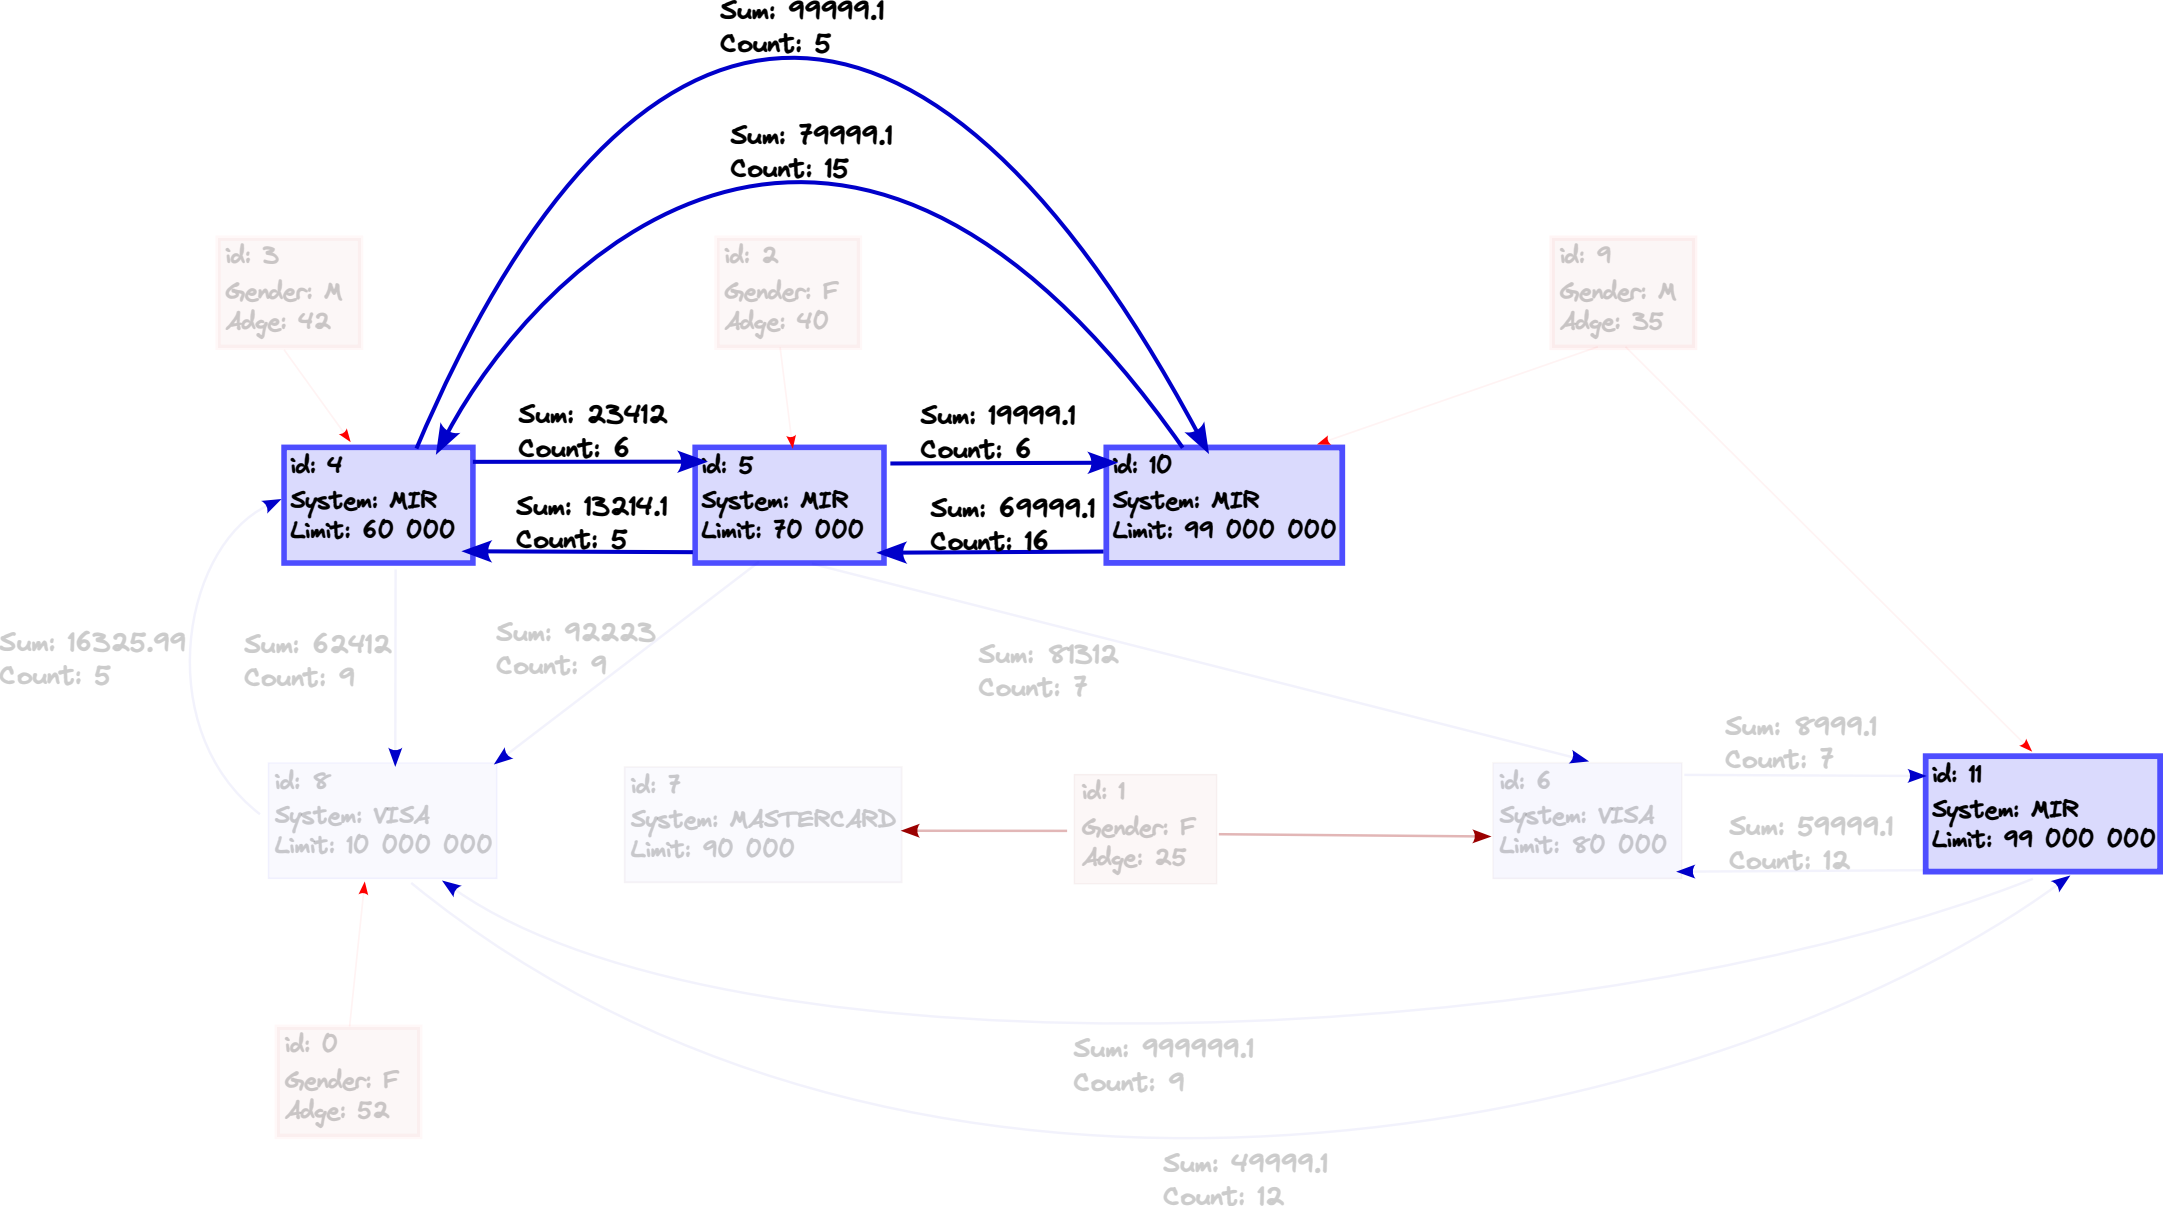 Sum: 99999.1
Count: 5
Sum: 79999.1
Count: 15
id: 3
Gender: M
Adge: 42
id: 2
Gender: F
Adge: 40
id: 9
Gender: M
Adge: 35
Sum: 23412
Count: 6
Sum: 19999.1
Count: 6
id: 4
System: MIR
Limit: 60 000
Sum: 13214.1
Count: 5
id: 5
System: MIR
Limit: 70 000
Sum: 69999.1
Count: 16
id: 10
System: MIR
Limit: 99 000 000
Sum: 16325.99
Count: 5
Sum: 62412
Count: 9
Sum: 92223
Count: 9
Sum: 81312
Count: 7
Sum: 8999.1
Count: 7
id: 8
System: VISA
Limit: 10 000 000
id: 7
System: MASTERCARD
Limit: 90 000
id: 1
Gender: F
Adge: 25
id: 6
System: VISA
Limit: 80 000
Sum: 59999.1
Count: 12
id: 11
System: MIR
Limit: 99 000 000
id: 0
Gender: F
Adge: 52
Sum: 999999.1
Count: 9
Sum: 49999.1
Count: 12